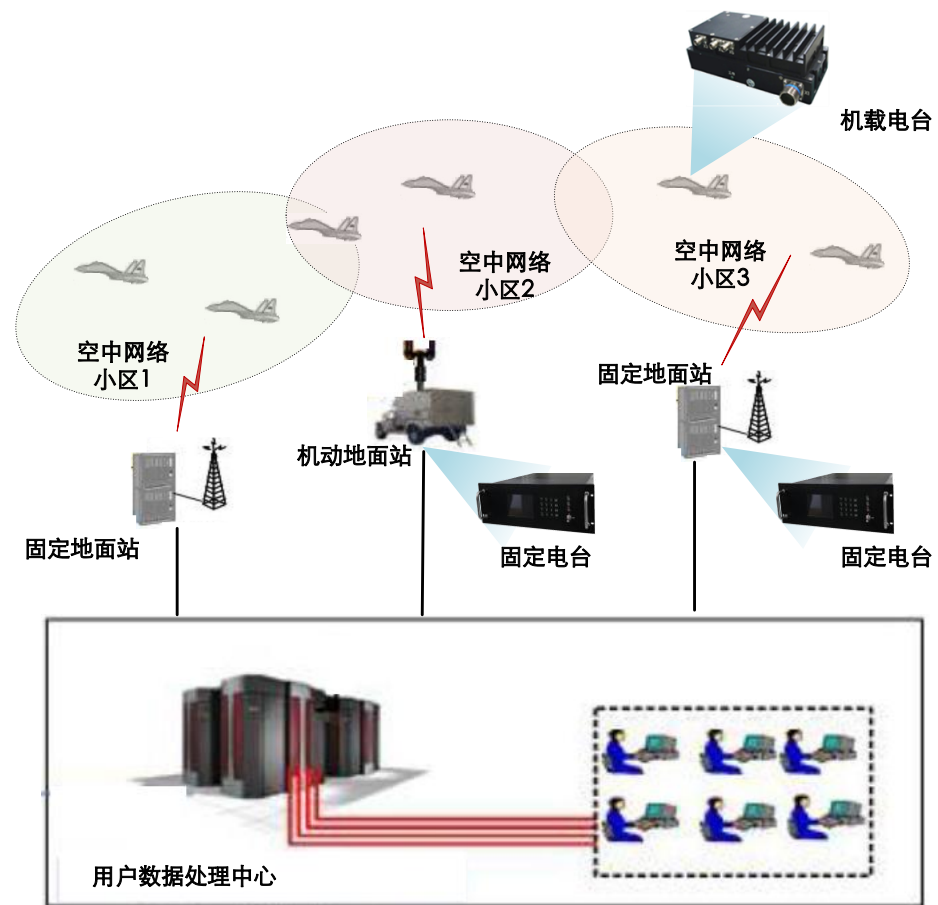 机载电台
空中网络
小区2
空中网络
小区3
空中网络
小区1
固定地面站
机动地面站
固定地面站
固定电台
固定电台
用户数据处理中心